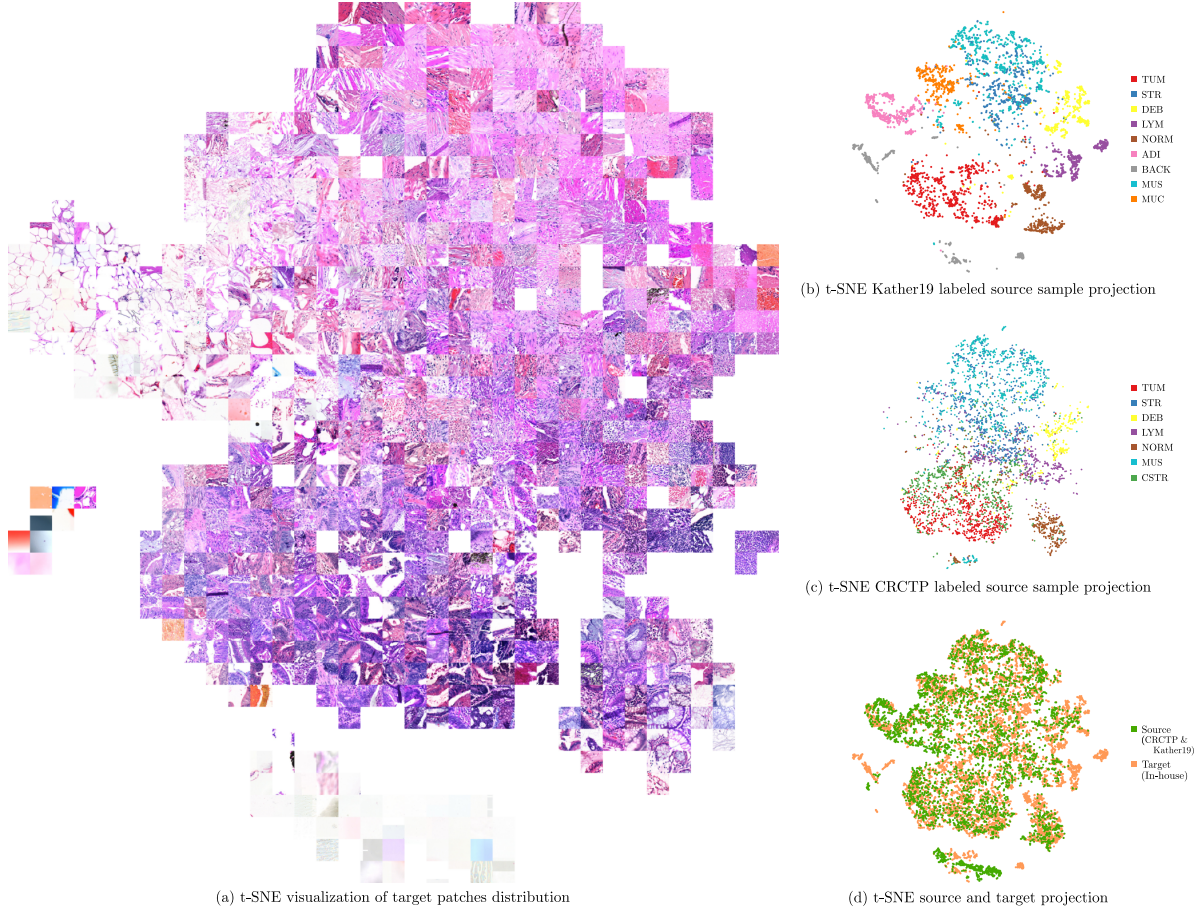 TUM
STR
DEB
LYM
NORM
ADI
BACK
MUS
MUC
(b) t-SNE Kather19 labeled source sample projection
TUM
STR
DEB
LYM
NORM
MUS
CSTR
(c) t-SNE CRCTP labeled source sample projection
Source
(CRCTP &
Kather19)
Target
(In-house)
(a) t-SNE visualization of target patches distribution
(d) t-SNE source and target projection